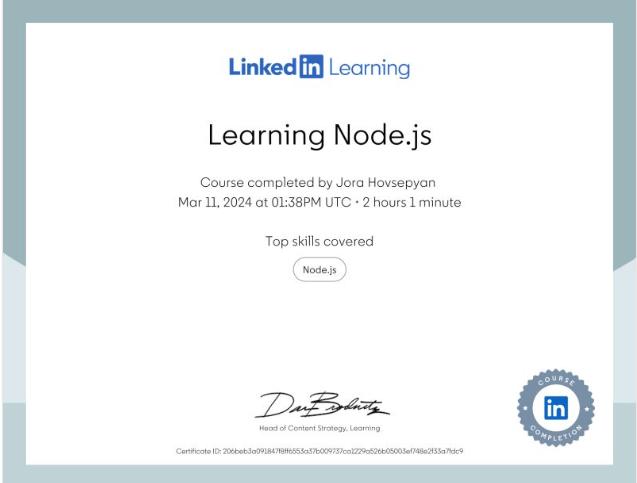 Linked in Learning
Learning Node.js
Course completed by Jora Hovsepyan
Mar 11, 2024 at 01:38PM UTC • 2 hours 1 minute
Top skills covered
Node.js
Head of Content Strategy, Learning
Certificate ID: 206beb3a091847f8ff6553a37b009737ca1229a526b05003ef748e2f33a7fdc9
COURSE
in
COMPLETION